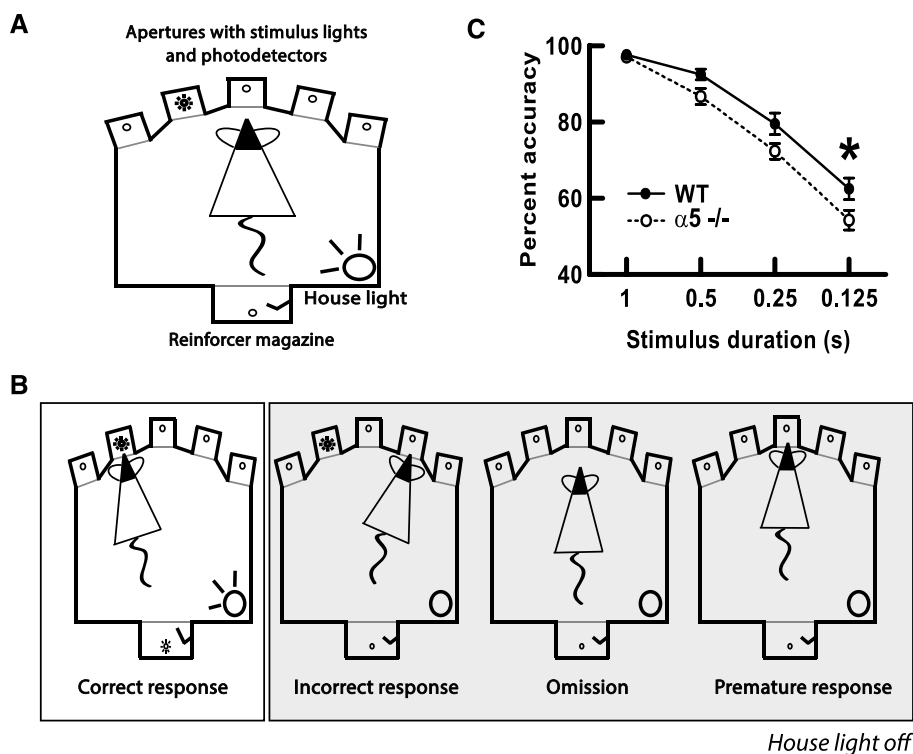 A
Apertures with stimulus lights
and photodetectors
House light
Reinforcer magazine
C
Percent accuracy
100
80
60
40
WT
α5 -/-
*
1 0.5 0.25 0.125
Stimulus duration (s)
B
Correct response
Incorrect response
Omission
Premature response
House light off